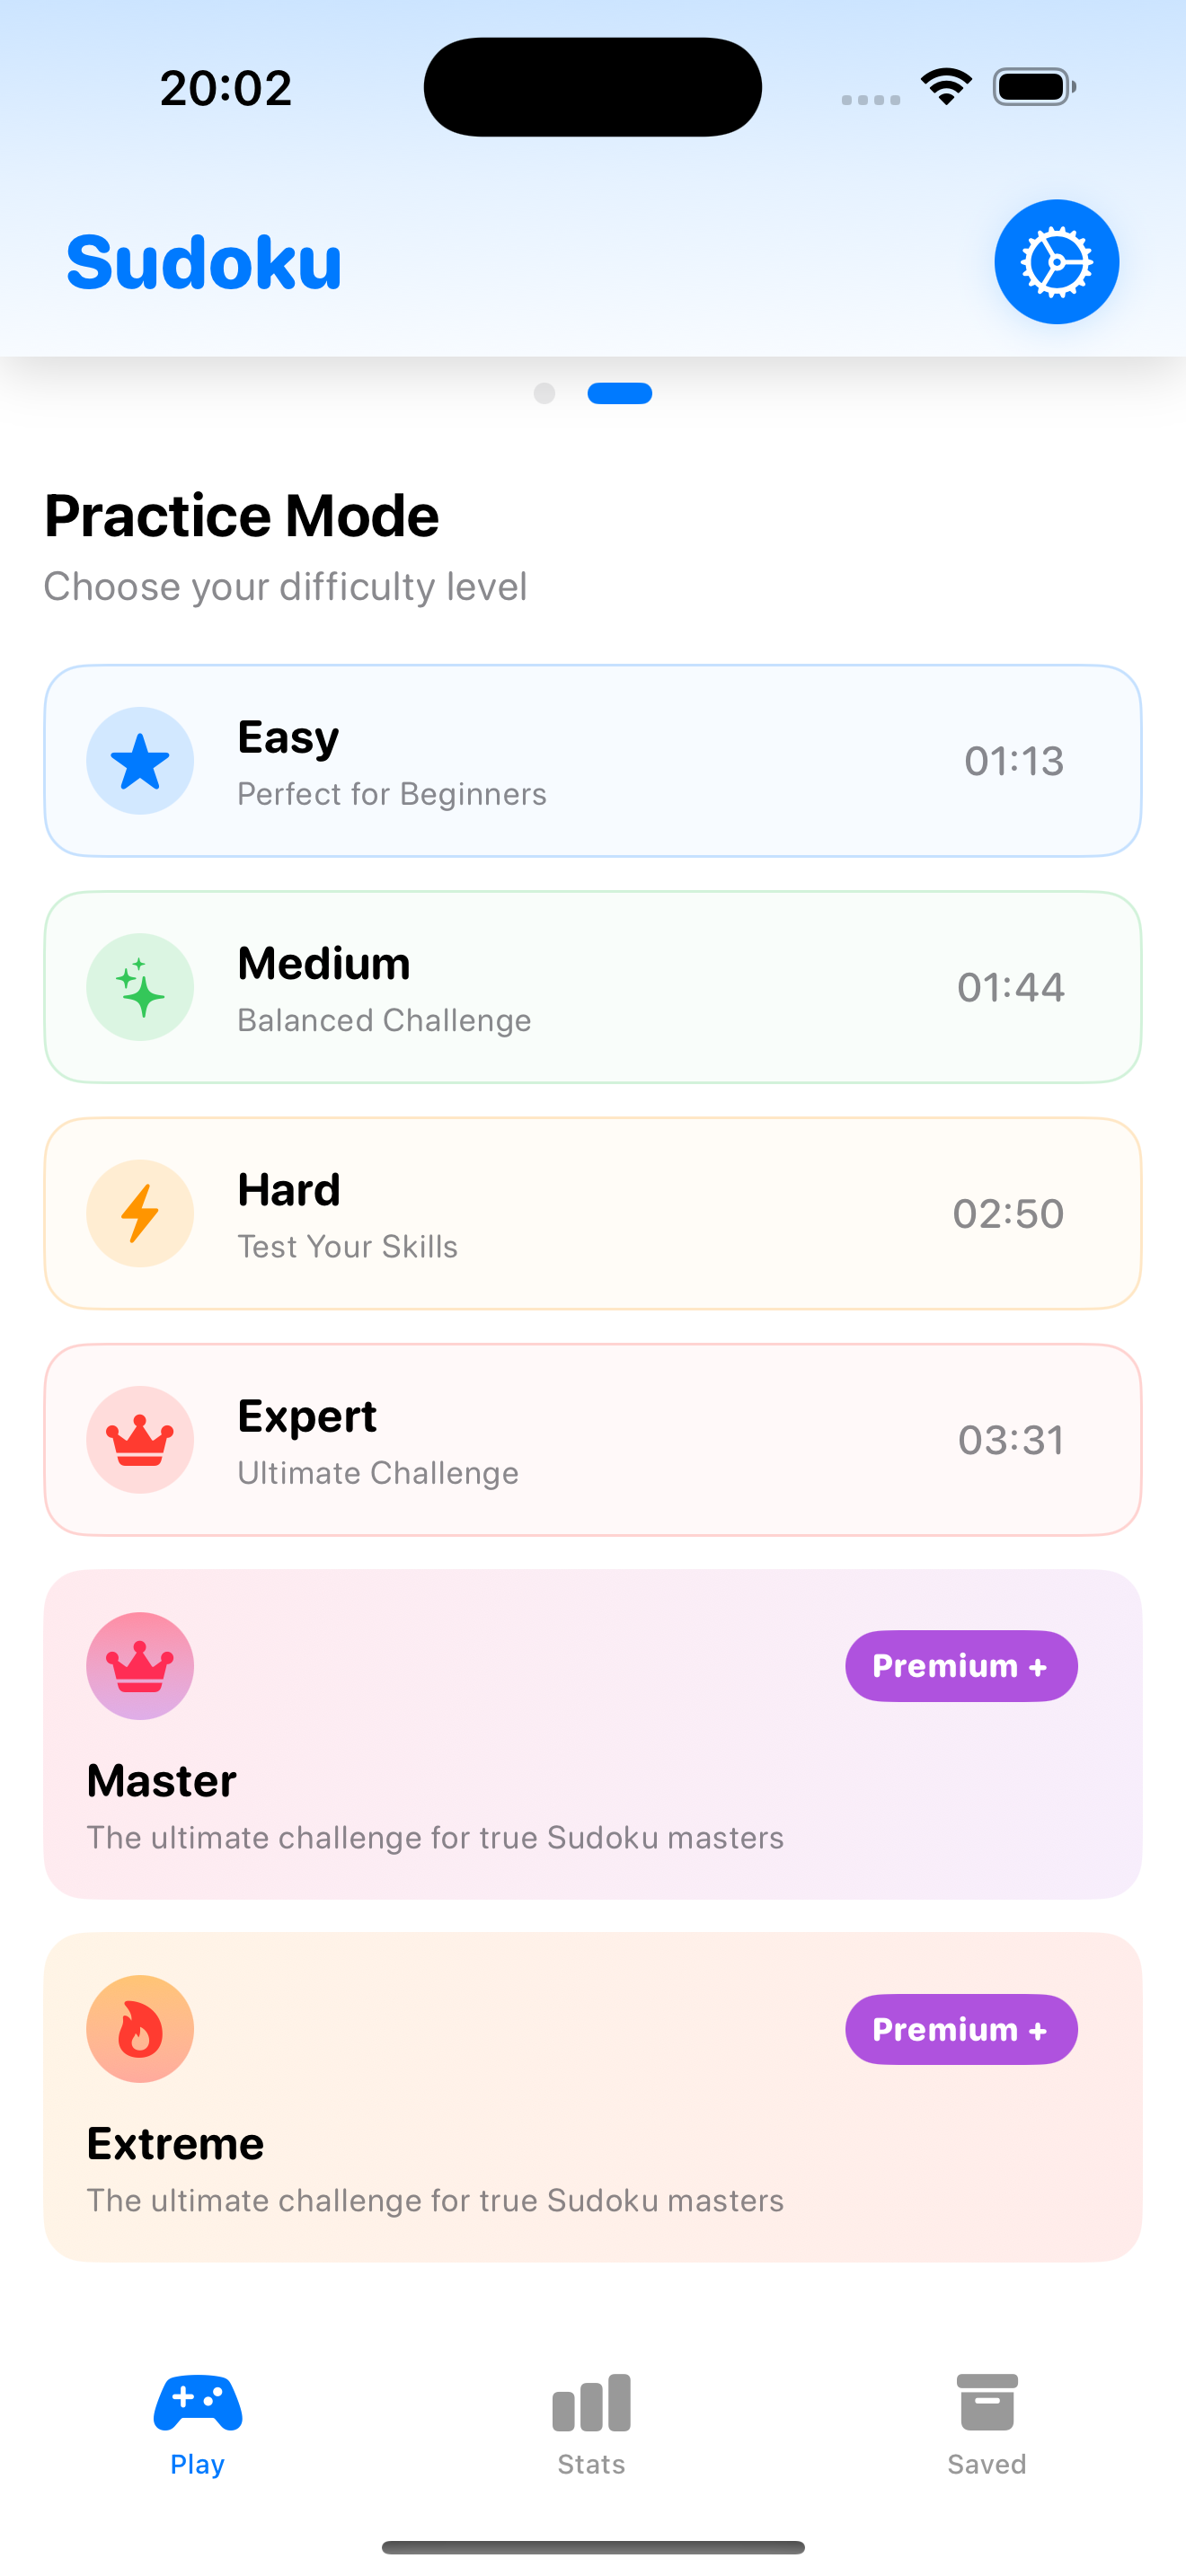 20:02
Sudoku
Practice Mode
Choose your difficulty level
Easy
Perfect for Beginners
01:13
Medium
Balanced Challenge
01:44
Hard
Test Your Skills
02:50
Expert
Ultimate Challenge
03:31
Premium +
Master
The ultimate challenge for true Sudoku masters
Premium +
Extreme
The ultimate challenge for true Sudoku masters
Play
Stats
Saved